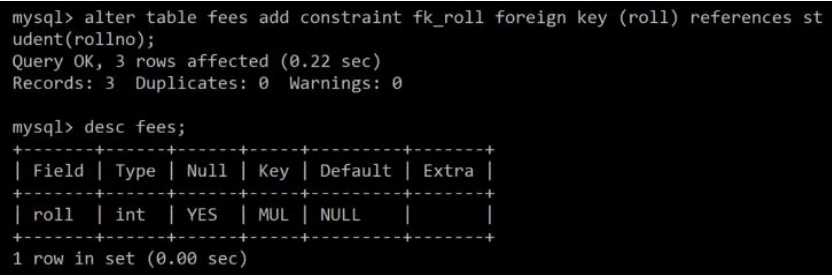 mysql> alter table fees add constraint fk_roll foreign key (roll) references st
udent(rollno);
Query OK, 3 rows affected (0.22 sec)
Records: 3  Duplicates: 0  Warnings: 0

mysql> desc fees;
+-------+------+------+-----+---------+-------+
| Field | Type | Null | Key | Default | Extra |
+-------+------+------+-----+---------+-------+
| roll  | int  | YES  | MUL | NULL    |       |
+-------+------+------+-----+---------+-------+
1 row in set (0.00 sec)